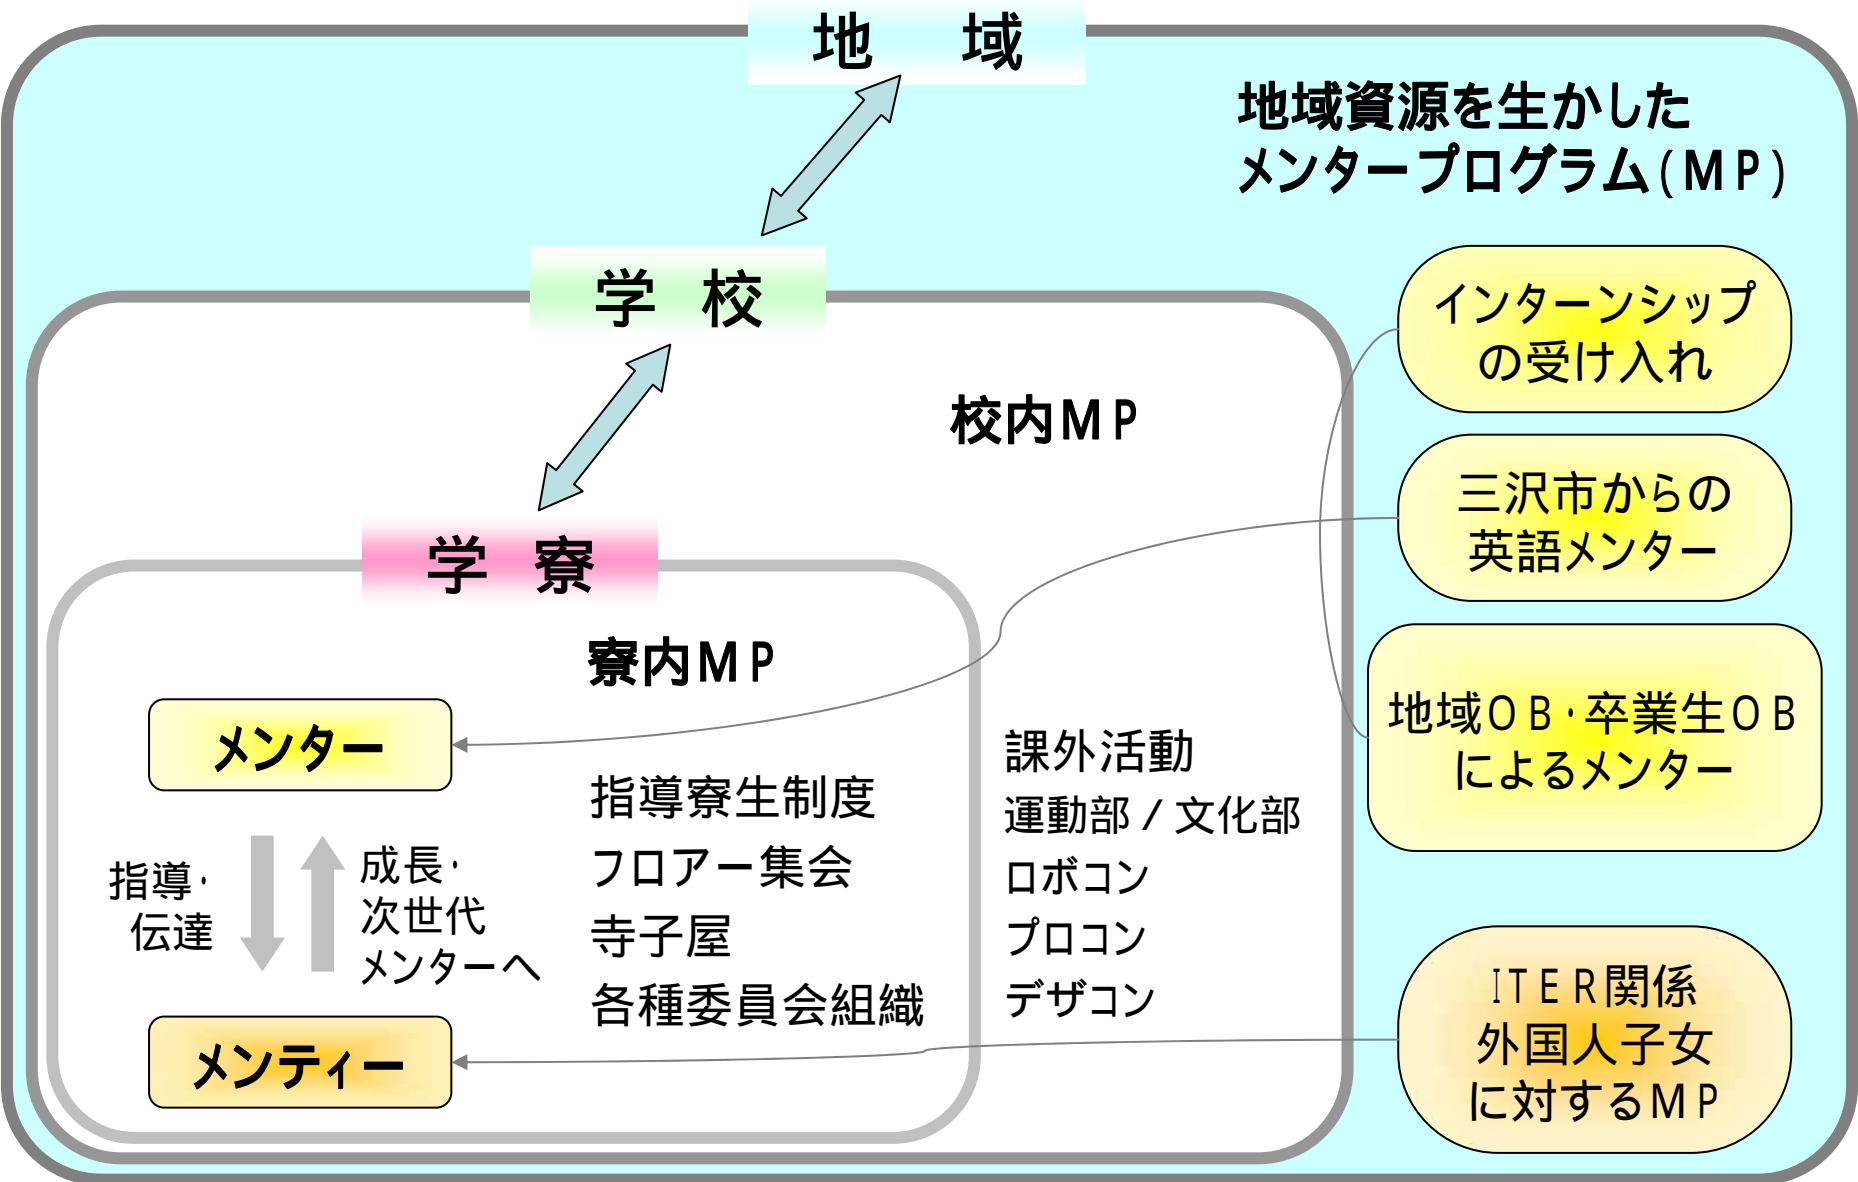 地　域
地域資源を生かした
メンタープログラム(MP)
学 校
校内MP
学 寮
寮内MP
メンター
指導・
伝達
成長・
次世代
メンターへ
メンティー
指導寮生制度
フロアー集会
寺子屋
各種委員会組織
課外活動
運動部／文化部
ロボコン
プロコン
デザコン
インターンシップ
の受け入れ
三沢市からの
英語メンター
地域OB・卒業生OB
によるメンター
ITER関係
外国人子女
に対するMP